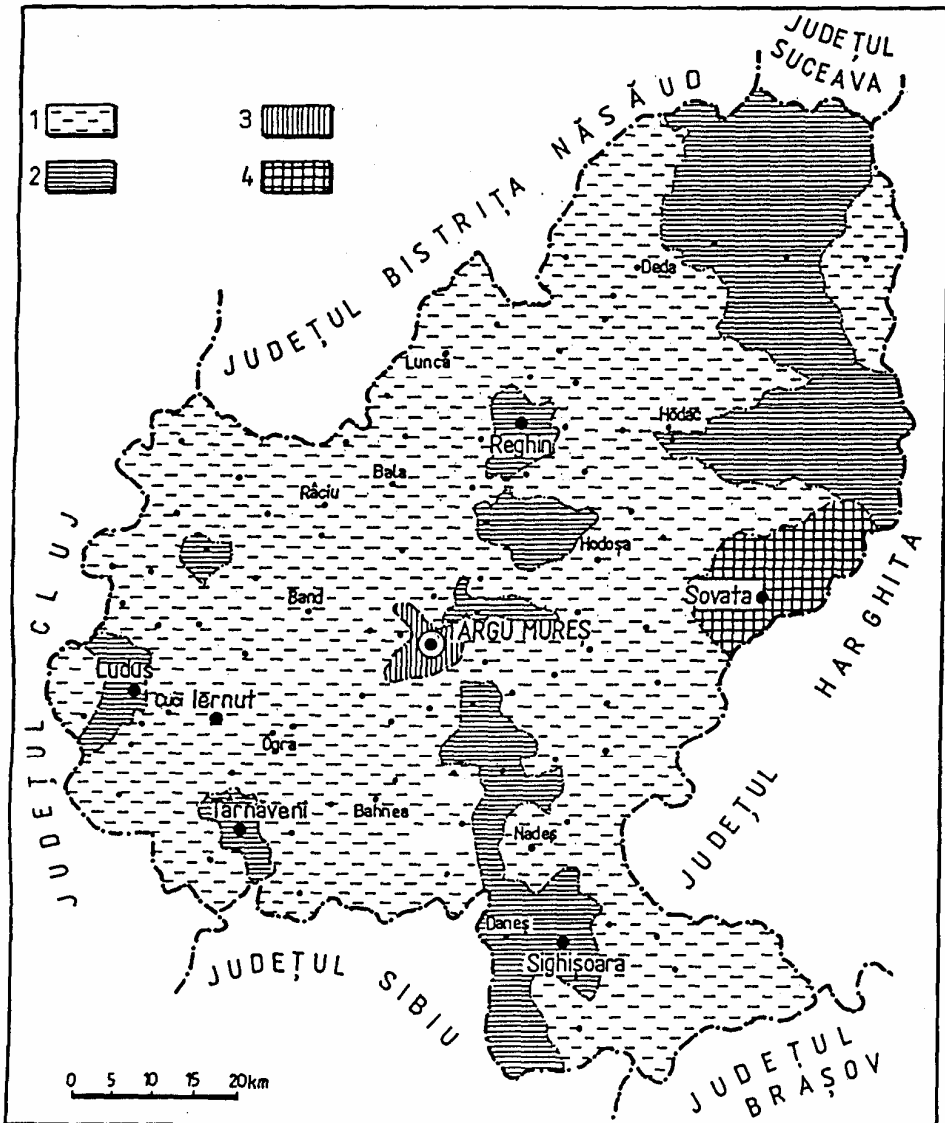 JUDEȚUL
SUCEAVA
JUDEȚUL BISTRIȚA NĂSĂUD
1
3
2
4
Deda
Lunca
Hodac
Reghin
Bala
Râciu
Hodoșa
Sovata
Band
TÂRGU MUREȘ
Luduș
Cuci
Iernut
Ogra
Târnăveni
Bahnea
Nadeș
Daneș
Sighișoara
JUDEȚUL CLUJ
JUDEȚUL HARGHITA
JUDEȚUL SIBIU
JUDEȚUL
BRAȘOV
0 5 10 15 20km